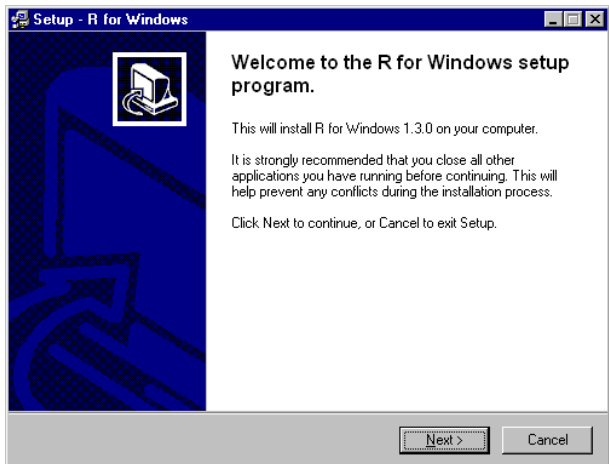 Setup - R for Windows
Welcome to the R for Windows setup
program.
This will install R for Windows 1.3.0 on your computer.
It is strongly recommended that you close all other
applications you have running before continuing. This will
help prevent any conflicts during the installation process.
Click Next to continue, or Cancel to exit Setup.
Next >
Cancel